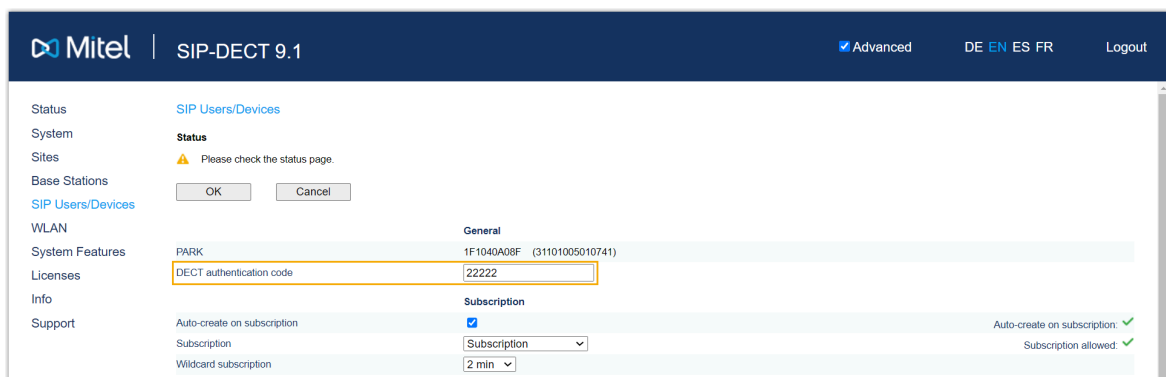 Mitel | SIP-DECT 9.1 Advanced DE EN ES FR Logout
Status
System
Sites
Base Stations
SIP Users/Devices
WLAN
System Features
Licenses
Info
Support
SIP Users/Devices
Status
Please check the status page.
OK Cancel
General
PARK 1F1040A08F (31101005010741)
DECT authentication code 22222
Subscription
Auto-create on subscription Auto-create on subscription:
Subscription Subscription Subscription allowed:
Wildcard subscription 2 min